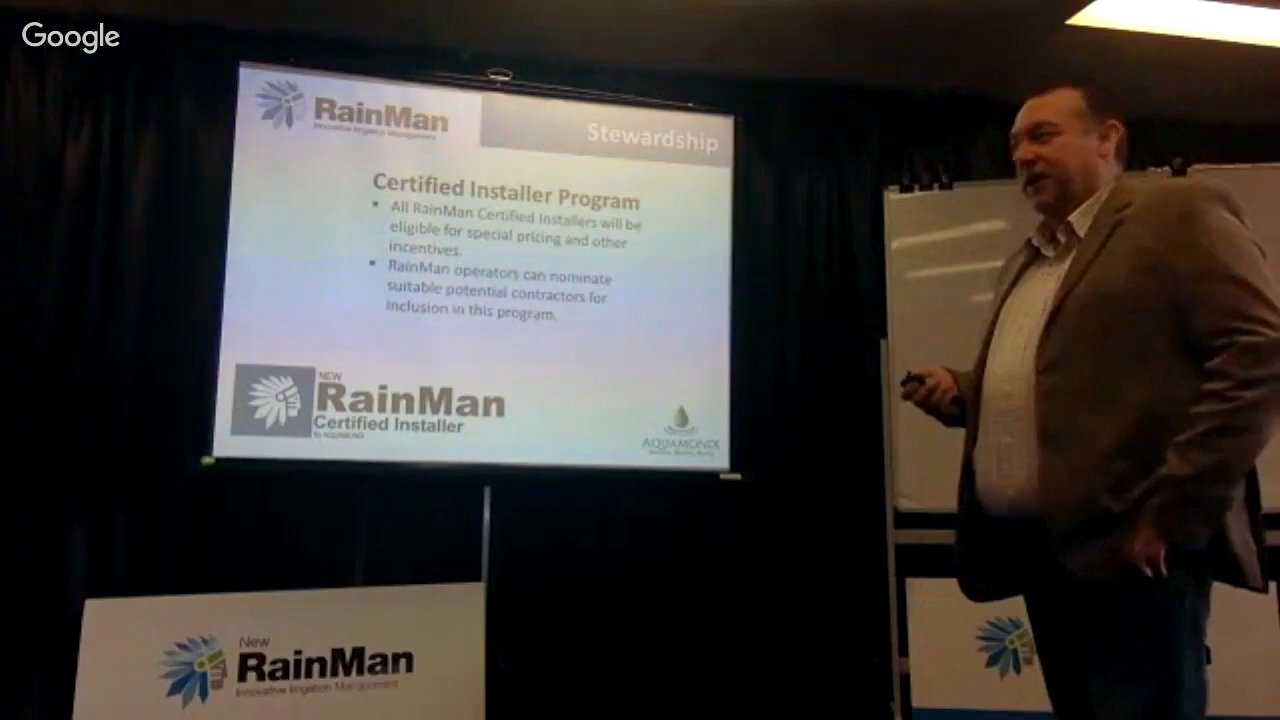 Google
RainMan
Innovative Irrigation Management
Stewardship
Certified Installer Program
• All RainMan Certified Installers will be
eligible for special pricing and other
incentives.
• RainMan operators can nominate
suitable potential contractors for
inclusion in this program.
NEW
RainMan
Certified Installer
By AQUAMONIX
AQUAMONIX
New
RainMan
Innovative Irrigation Management